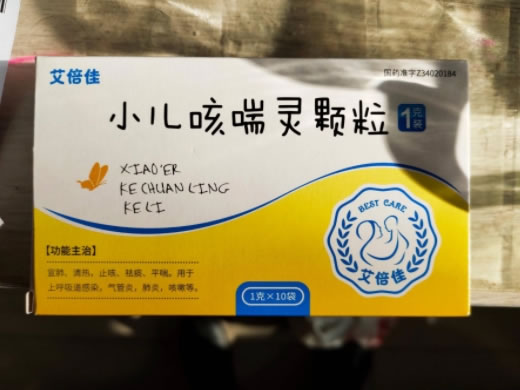 艾倍佳
国药准字Z34020184
小儿咳喘灵颗粒
1克装
XIAO'ER
KE CHUAN LING
KE LI
BEST CARE
艾倍佳
【功能主治】
宣肺、清热、止咳、祛痰、平喘。用于
上呼吸道感染,气管炎,肺炎,咳嗽等。
1克×10袋